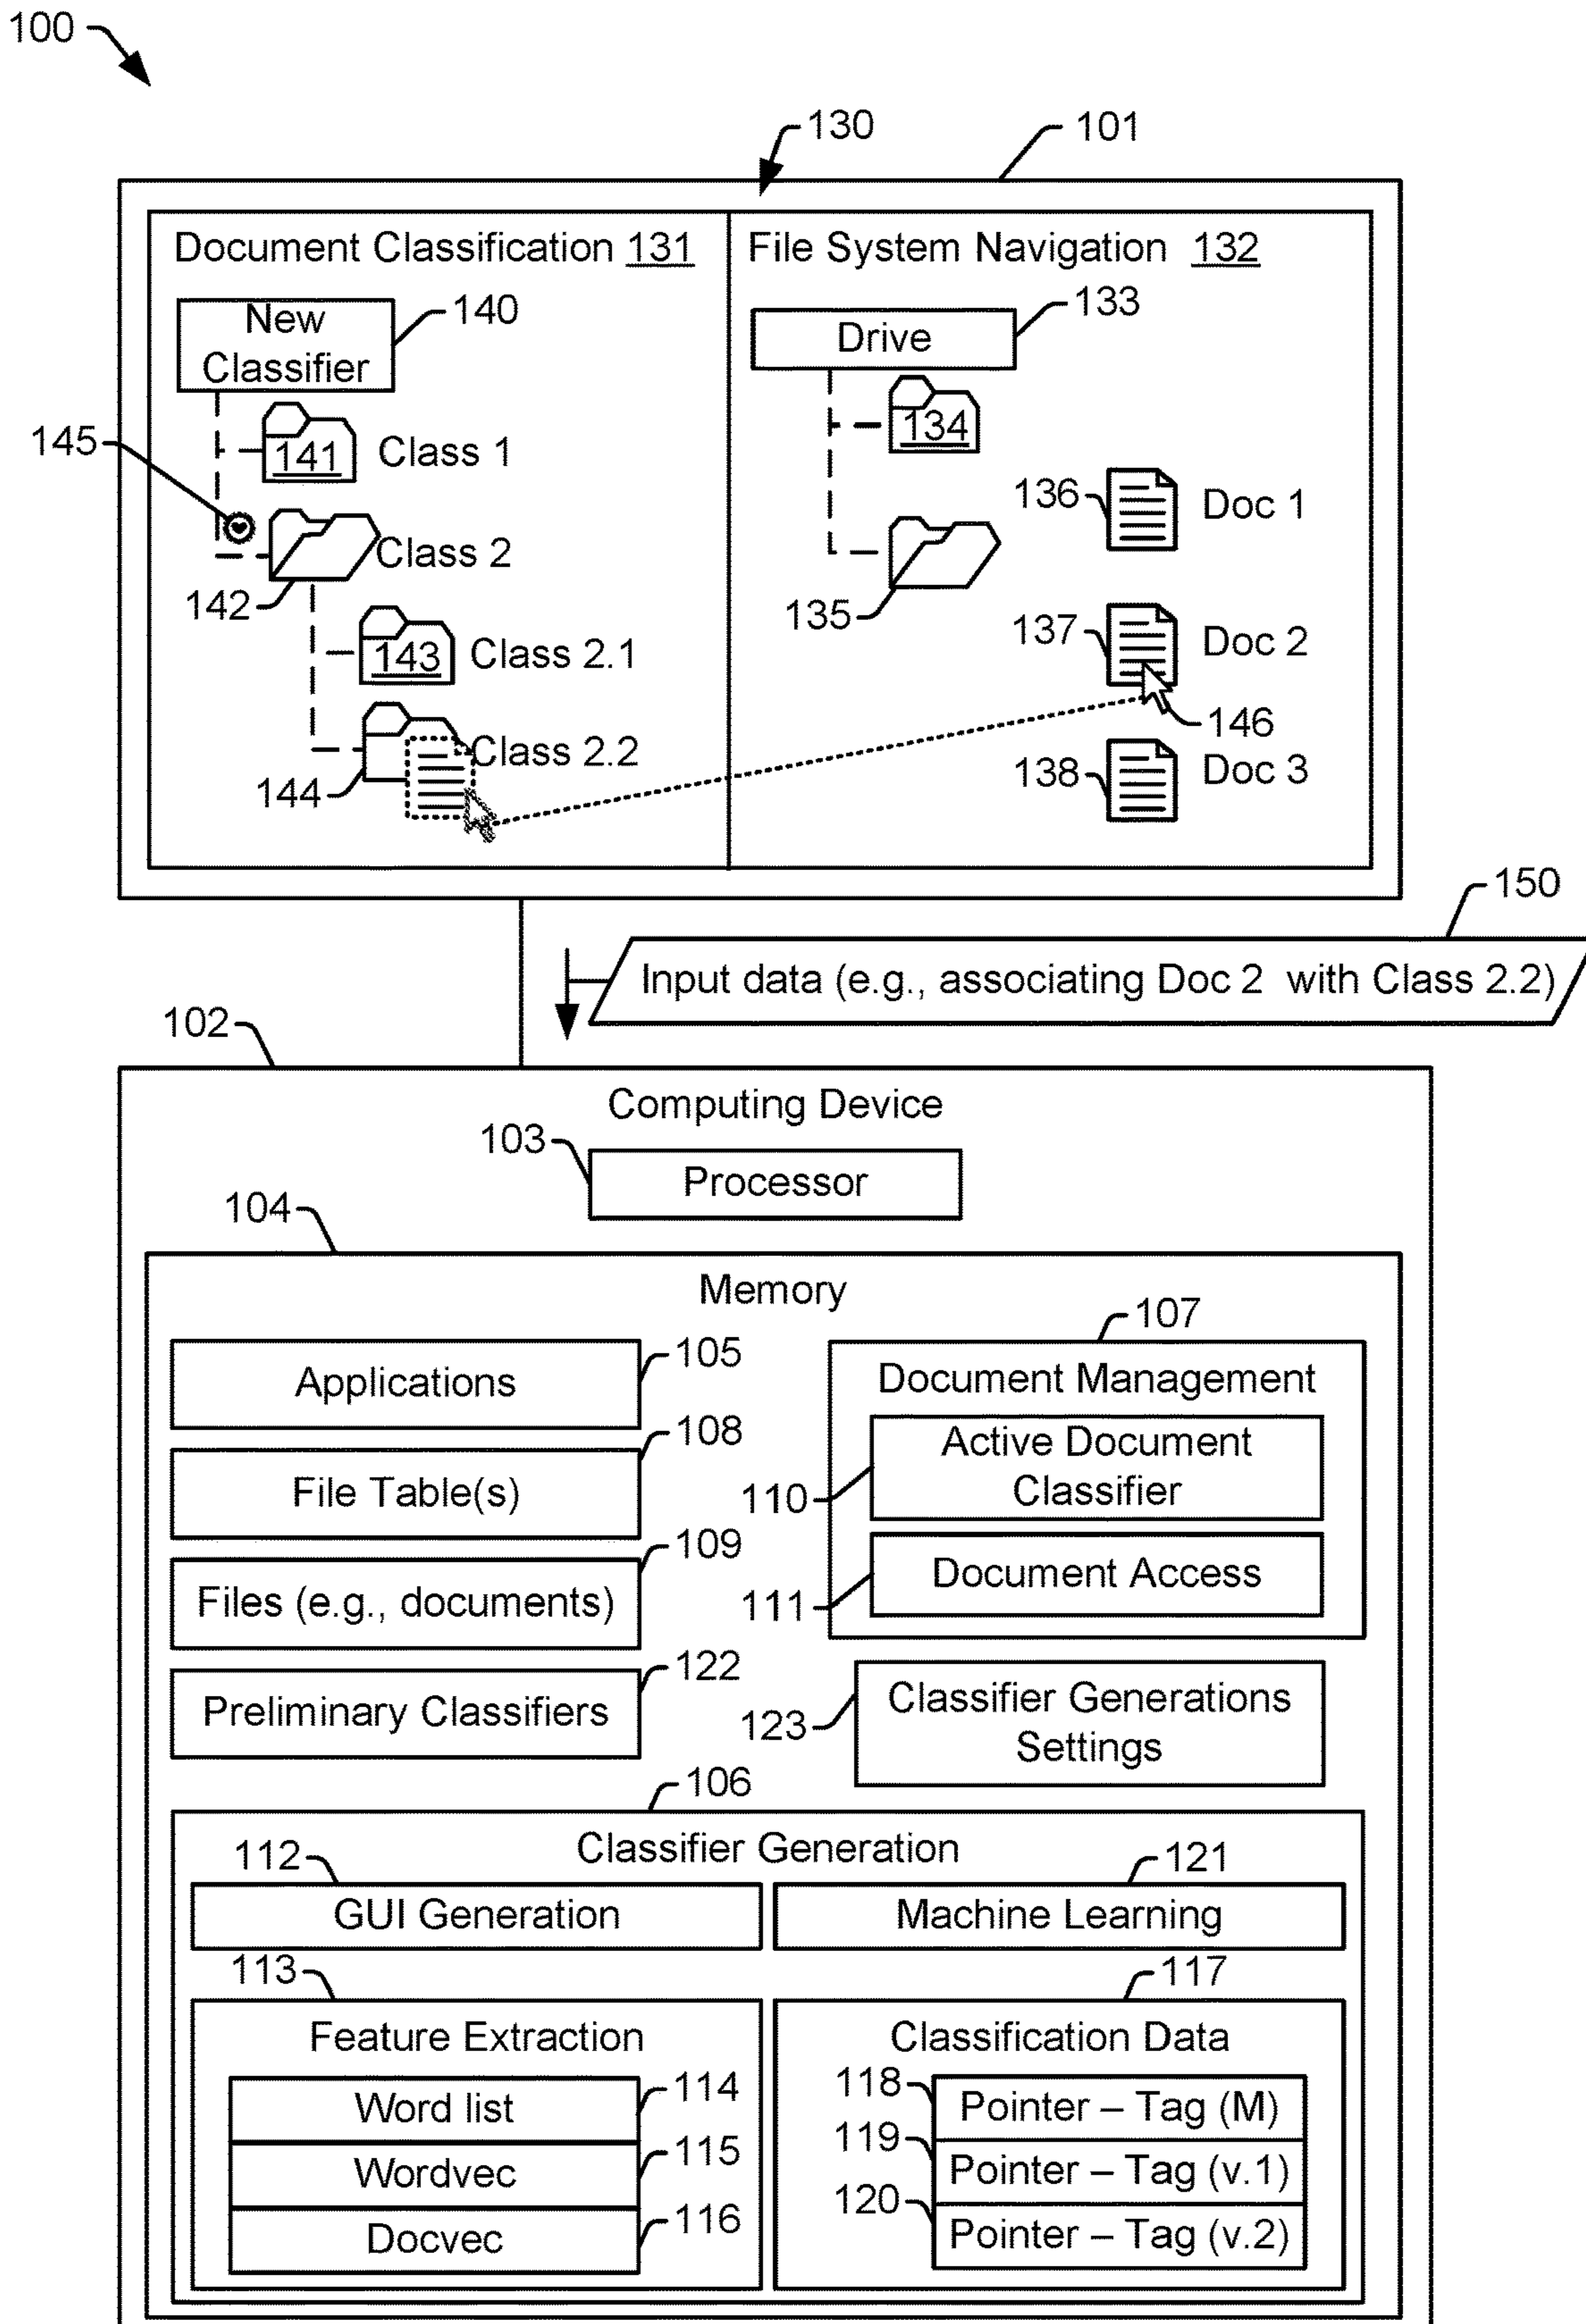 100
130
101
Document Classification 131
File System Navigation 132
New
Classifier
140
Drive
133
134
145
141
Class 1
136
Doc 1
Class 2
142
135
137
Doc 2
143
Class 2.1
146
Class 2.2
144
138
Doc 3
150
Input data (e.g., associating Doc 2 with Class 2.2)
102
Computing Device
103
Processor
104
Memory
107
105
Applications
Document Management
108
File Table(s)
Active Document
Classifier
110
109
Files (e.g., documents)
Document Access
111
122
Preliminary Classifiers
Classifier Generations
Settings
123
106
Classifier Generation
112
121
GUI Generation
Machine Learning
113
117
Feature Extraction
Classification Data
Word list
114
118
Pointer – Tag (M)
Wordvec
115
119
Pointer – Tag (v.1)
Docvec
116
120
Pointer – Tag (v.2)